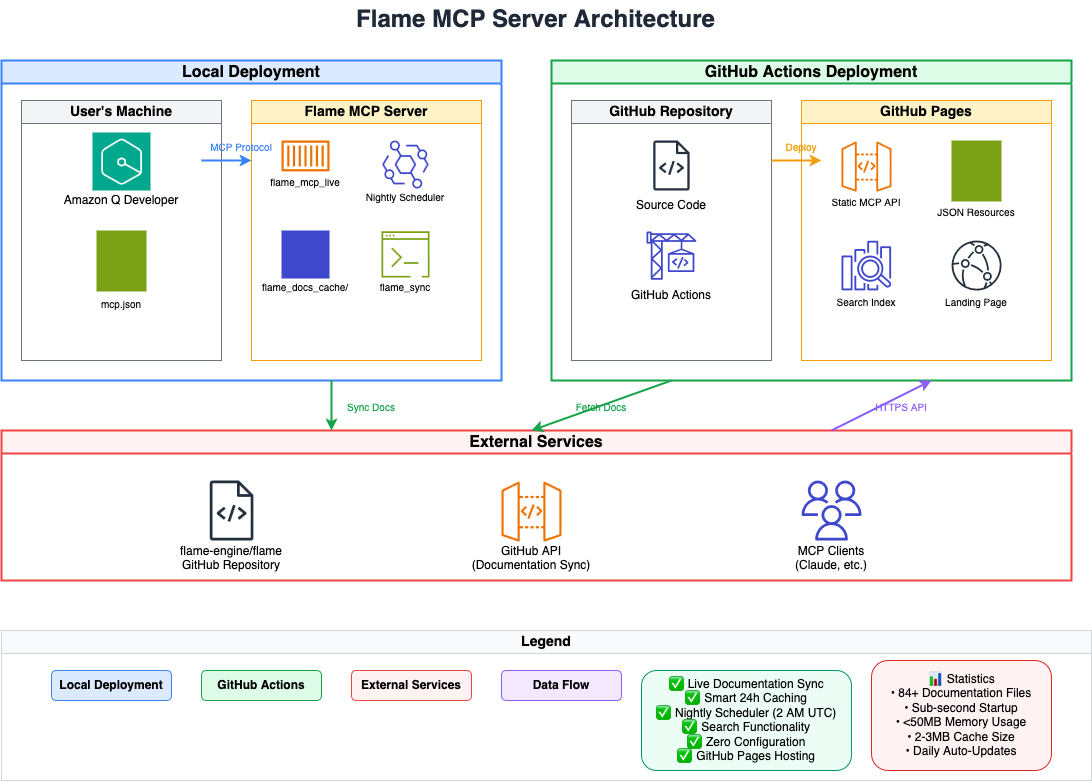 Flame MCP Server Architecture
Local Deployment
User's Machine
Amazon Q Developer
mcp.json
MCP Protocol
Flame MCP Server
flame_mcp_live
Nightly Scheduler
flame_docs_cache/
flame_sync
GitHub Actions Deployment
GitHub Repository
</>
Source Code
</>
GitHub Actions
Deploy
GitHub Pages
</>
Static MCP API
JSON Resources
Search Index
Landing Page
Sync Docs
Fetch Docs
HTTPS API
External Services
</>
flame-engine/flame
GitHub Repository
</>
GitHub API
(Documentation Sync)
MCP Clients
(Claude, etc.)
Legend
Local Deployment
GitHub Actions
External Services
Data Flow
✅ Live Documentation Sync
✅ Smart 24h Caching
✅ Nightly Scheduler (2 AM UTC)
✅ Search Functionality
✅ Zero Configuration
✅ GitHub Pages Hosting
📊 Statistics
• 84+ Documentation Files
• Sub-second Startup
• <50MB Memory Usage
• 2-3MB Cache Size
• Daily Auto-Updates